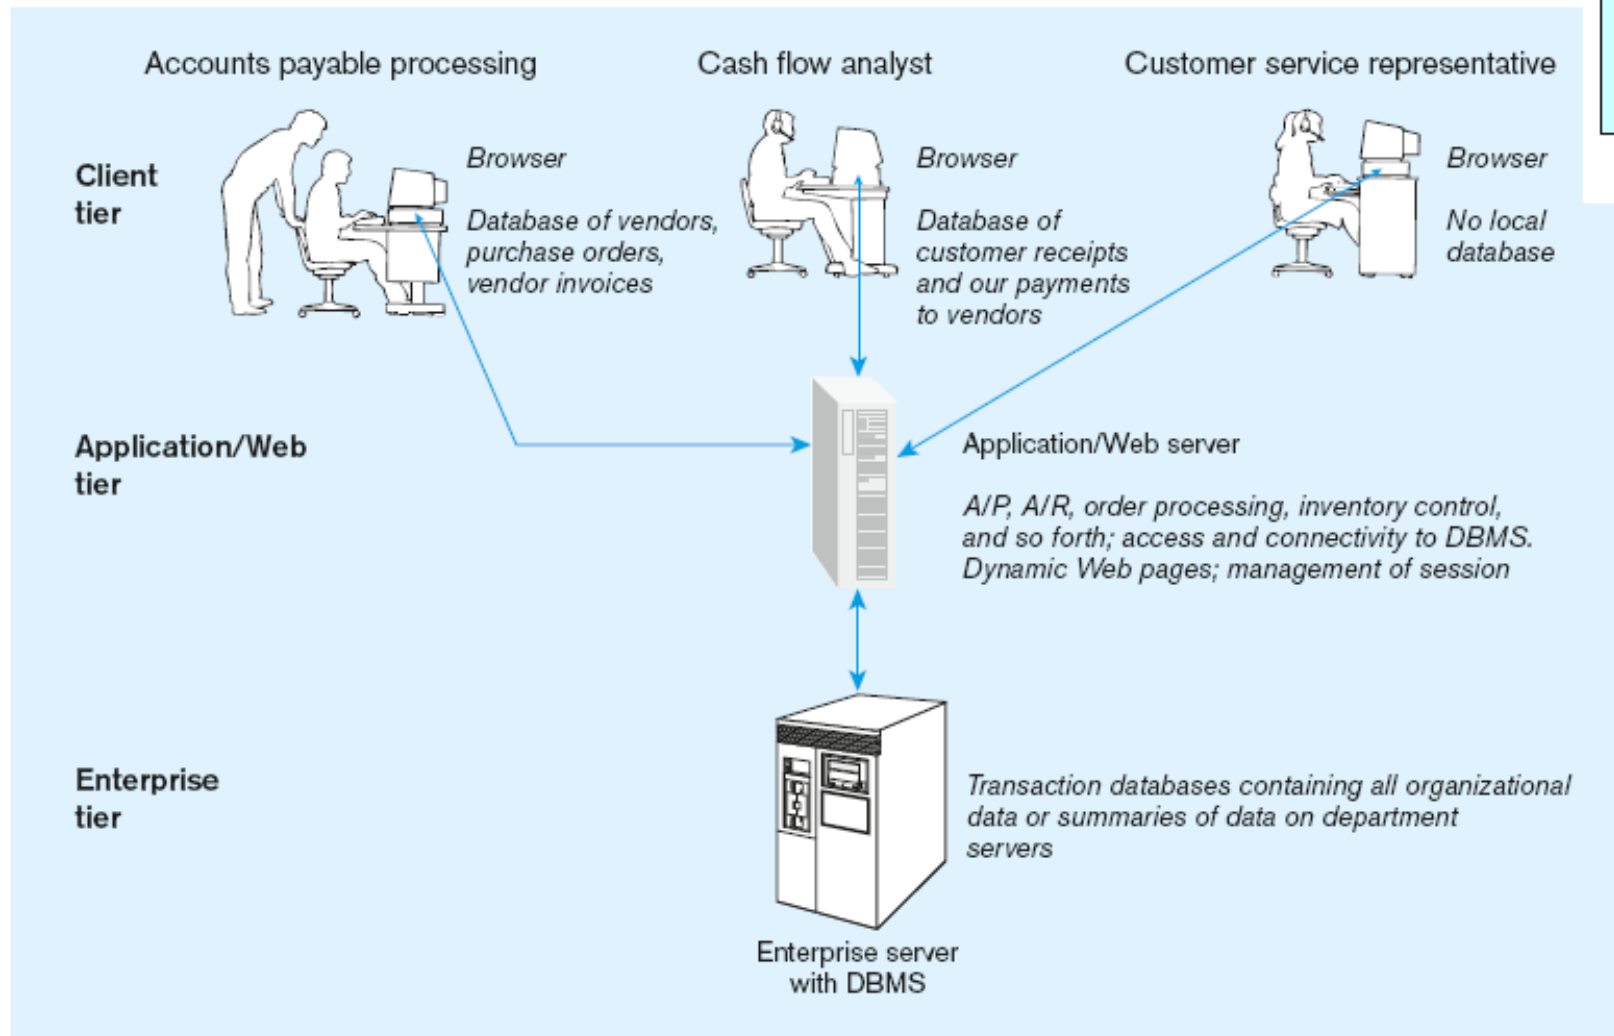 Accounts payable processing
Cash flow analyst
Customer service representative
Client
tier
Browser
Database of vendors,
purchase orders,
vendor invoices
Browser
Database of
customer receipts
and our payments
to vendors
Browser
No local
database
Application/Web
tier
Application/Web server
A/P, A/R, order processing, inventory control,
and so forth; access and connectivity to DBMS.
Dynamic Web pages; management of session
Enterprise
tier
Transaction databases containing all organizational
data or summaries of data on department
servers
Enterprise server
with DBMS